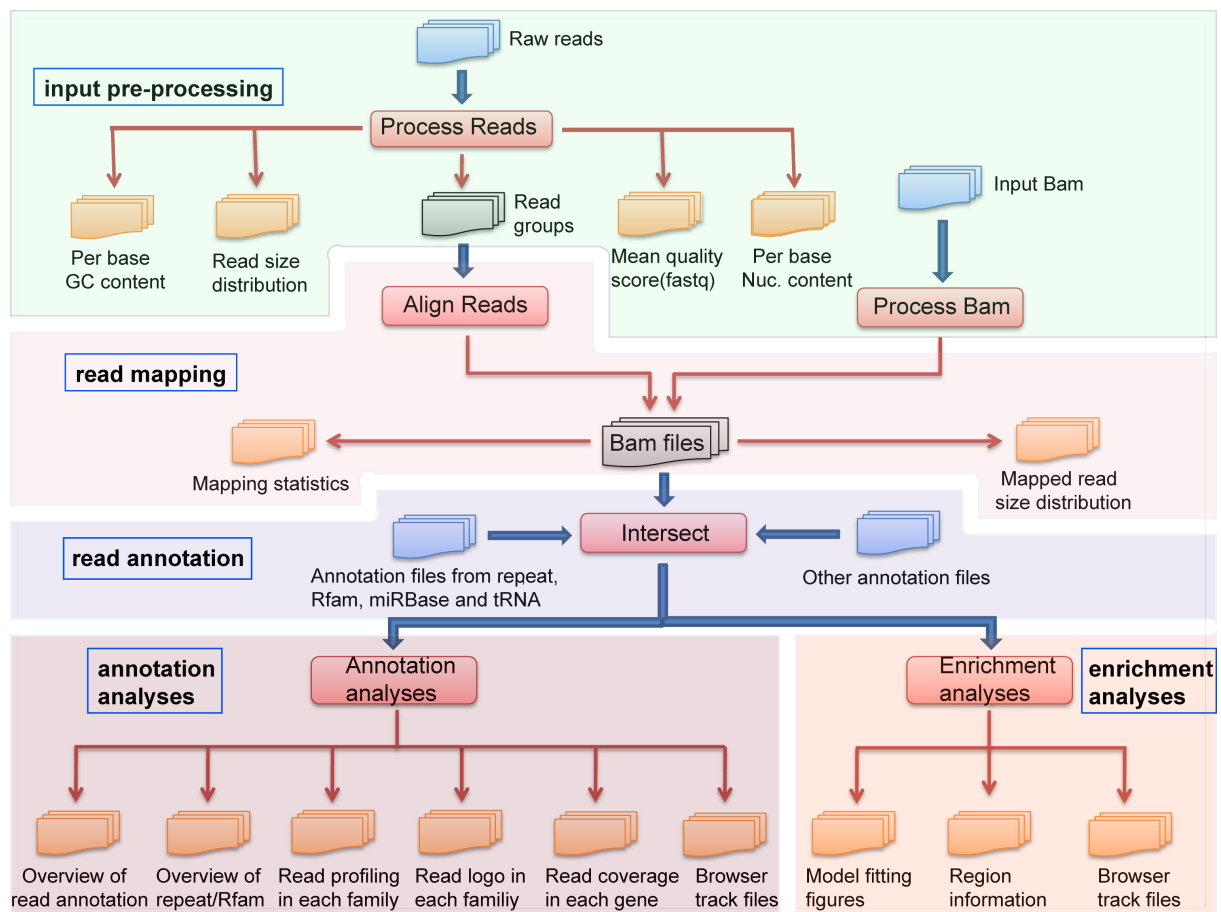 Raw reads
input pre-processing
Process Reads
Per base
GC content
Read size
distribution
Read
groups
Mean quality
score(fastq)
Per base
Nuc. content
Input Bam
Align Reads
Process Bam
read mapping
Bam files
Mapping statistics
Mapped read
size distribution
Intersect
read annotation
Annotation files from repeat,
Rfam, miRBase and tRNA
Other annotation files
annotation
analyses
Annotation
analyses
Enrichment
analyses
enrichment
analyses
Overview of
read annotation
Overview of
repeat/Rfam
Read profiling
in each family
Read logo in
each familiy
Read coverage
in each gene
Browser
track files
Model fitting
figures
Region
information
Browser
track files